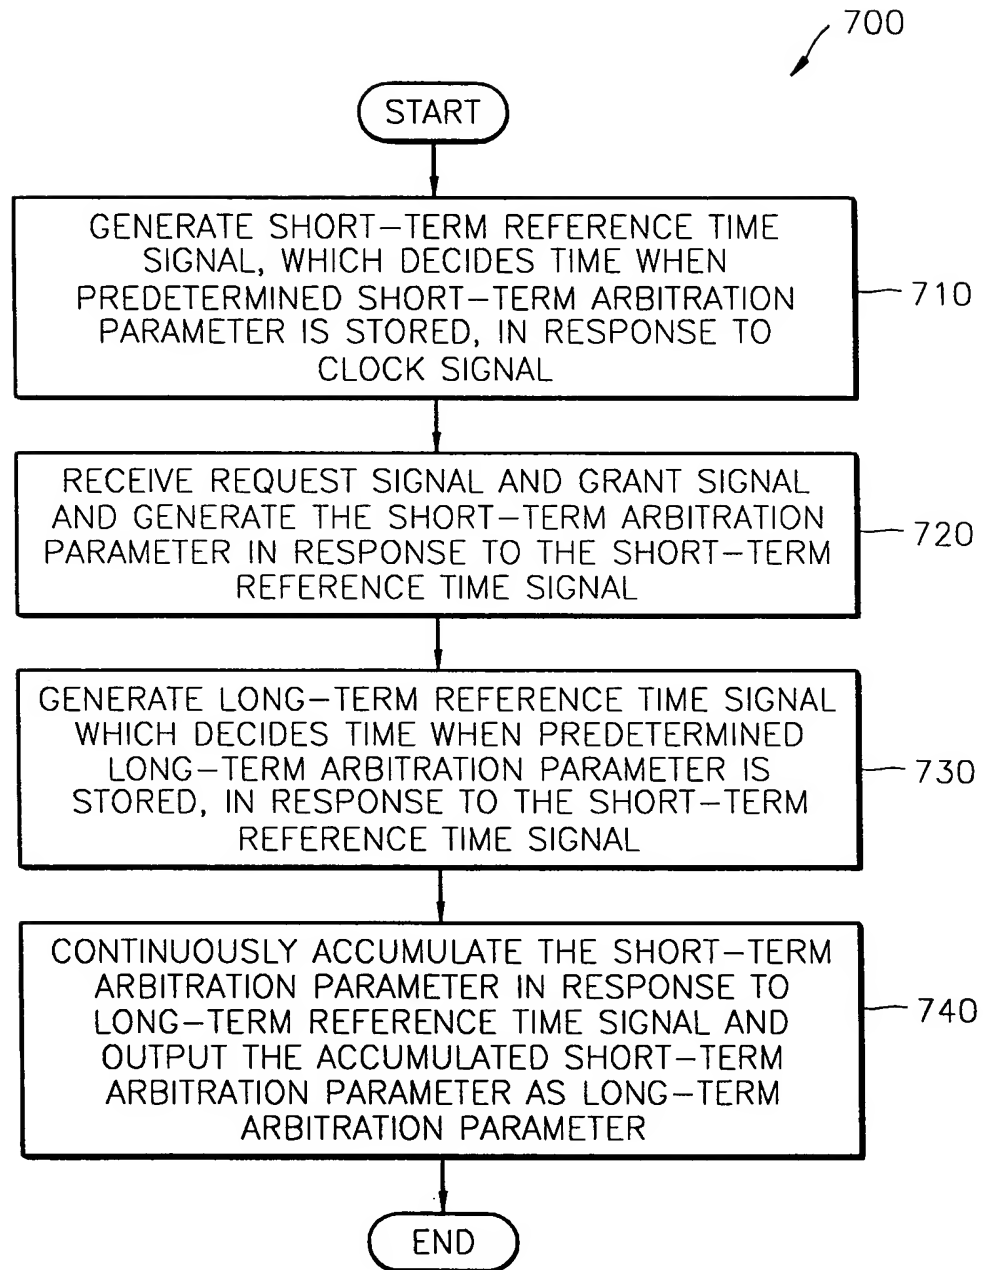 700
START
GENERATE SHORT-TERM REFERENCE TIME
SIGNAL, WHICH DECIDES TIME WHEN
PREDETERMINED SHORT-TERM ARBITRATION
PARAMETER IS STORED, IN RESPONSE TO
CLOCK SIGNAL
710
RECEIVE REQUEST SIGNAL AND GRANT SIGNAL
AND GENERATE THE SHORT-TERM ARBITRATION
PARAMETER IN RESPONSE TO THE SHORT-TERM
REFERENCE TIME SIGNAL
720
GENERATE LONG-TERM REFERENCE TIME SIGNAL
WHICH DECIDES TIME WHEN PREDETERMINED
LONG-TERM ARBITRATION PARAMETER IS
STORED, IN RESPONSE TO THE SHORT-TERM
REFERENCE TIME SIGNAL
730
CONTINUOUSLY ACCUMULATE THE SHORT-TERM
ARBITRATION PARAMETER IN RESPONSE TO
LONG-TERM REFERENCE TIME SIGNAL AND
OUTPUT THE ACCUMULATED SHORT-TERM
ARBITRATION PARAMETER AS LONG-TERM
ARBITRATION PARAMETER
740
END